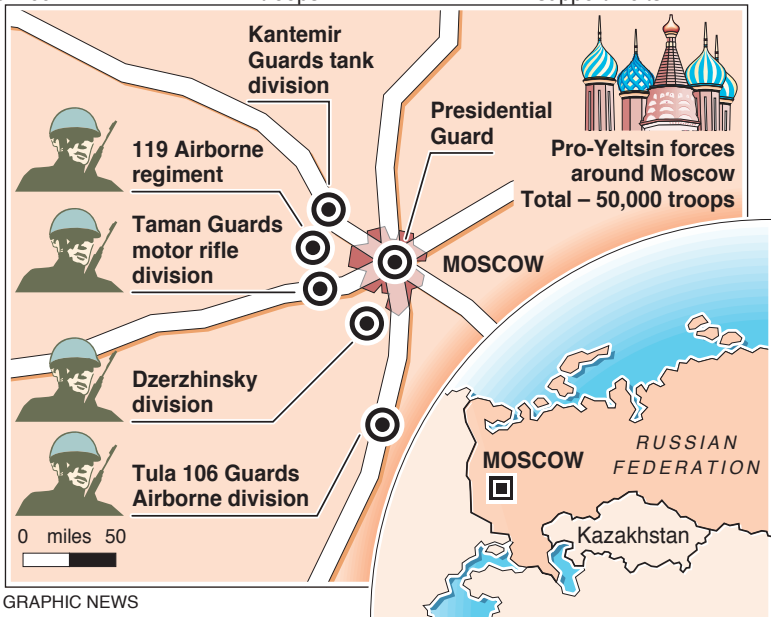 Kantemir
Guards tank
division
Presidential
Guard
119 Airborne
regiment
Pro-Yeltsin forces
around Moscow
Total – 50,000 troops
Taman Guards
motor rifle
division
MOSCOW
Dzerzhinsky
division
Tula 106 Guards
Airborne division
0 miles 50
RUSSIAN
FEDERATION
MOSCOW
Kazakhstan
GRAPHIC NEWS